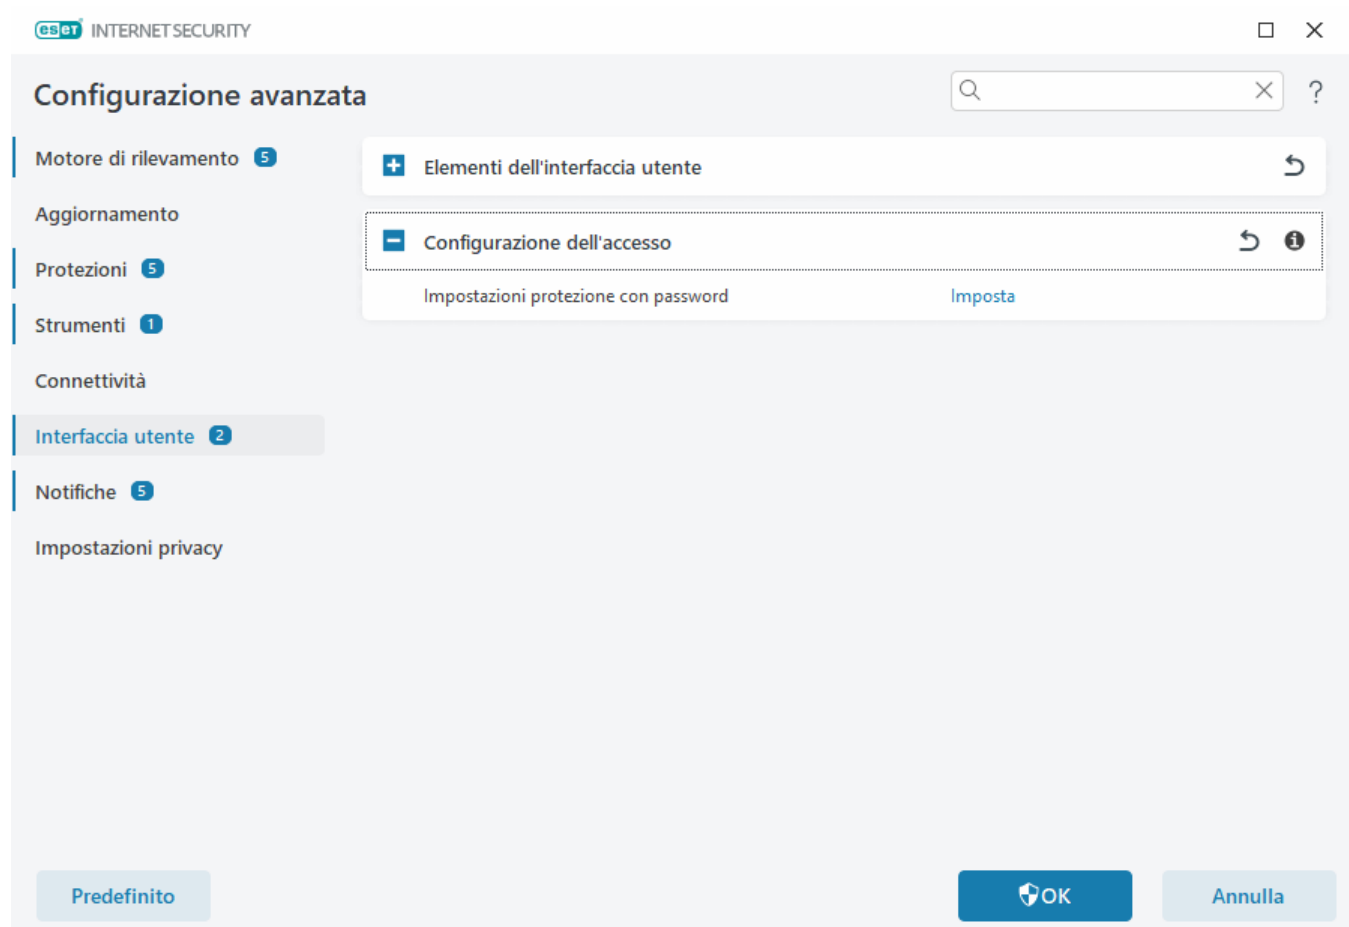 eset INTERNET SECURITY
Configurazione avanzata
?
Motore di rilevamento 5
Aggiornamento
Protezioni 5
Strumenti 1
Connettività
Interfaccia utente 2
Notifiche 5
Impostazioni privacy
Elementi dell'interfaccia utente
Configurazione dell'accesso
Impostazioni protezione con password Imposta
Predefinito
OK
Annulla